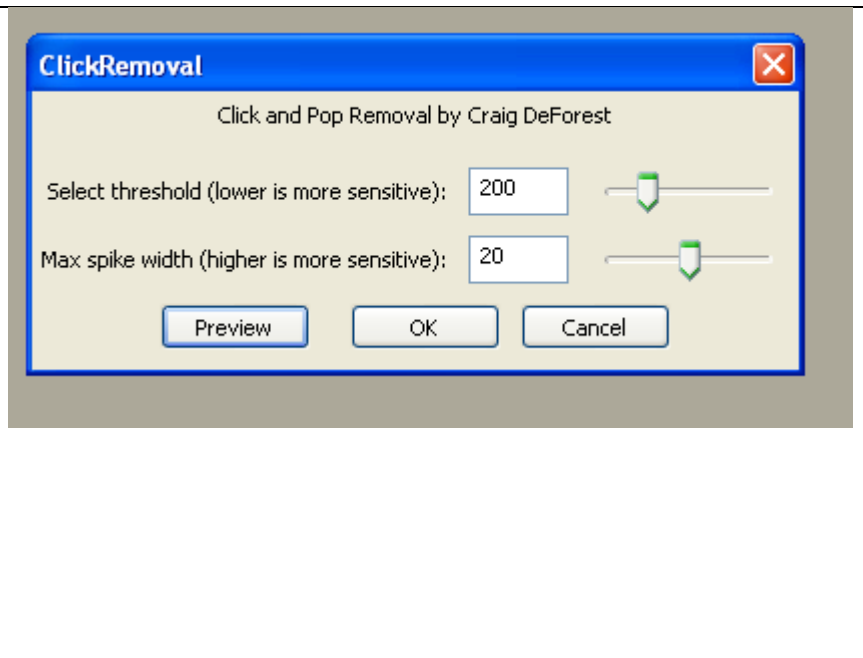 ClickRemoval
Click and Pop Removal by Craig DeForest
Select threshold (lower is more sensitive): 200
Max spike width (higher is more sensitive): 20
Preview OK Cancel